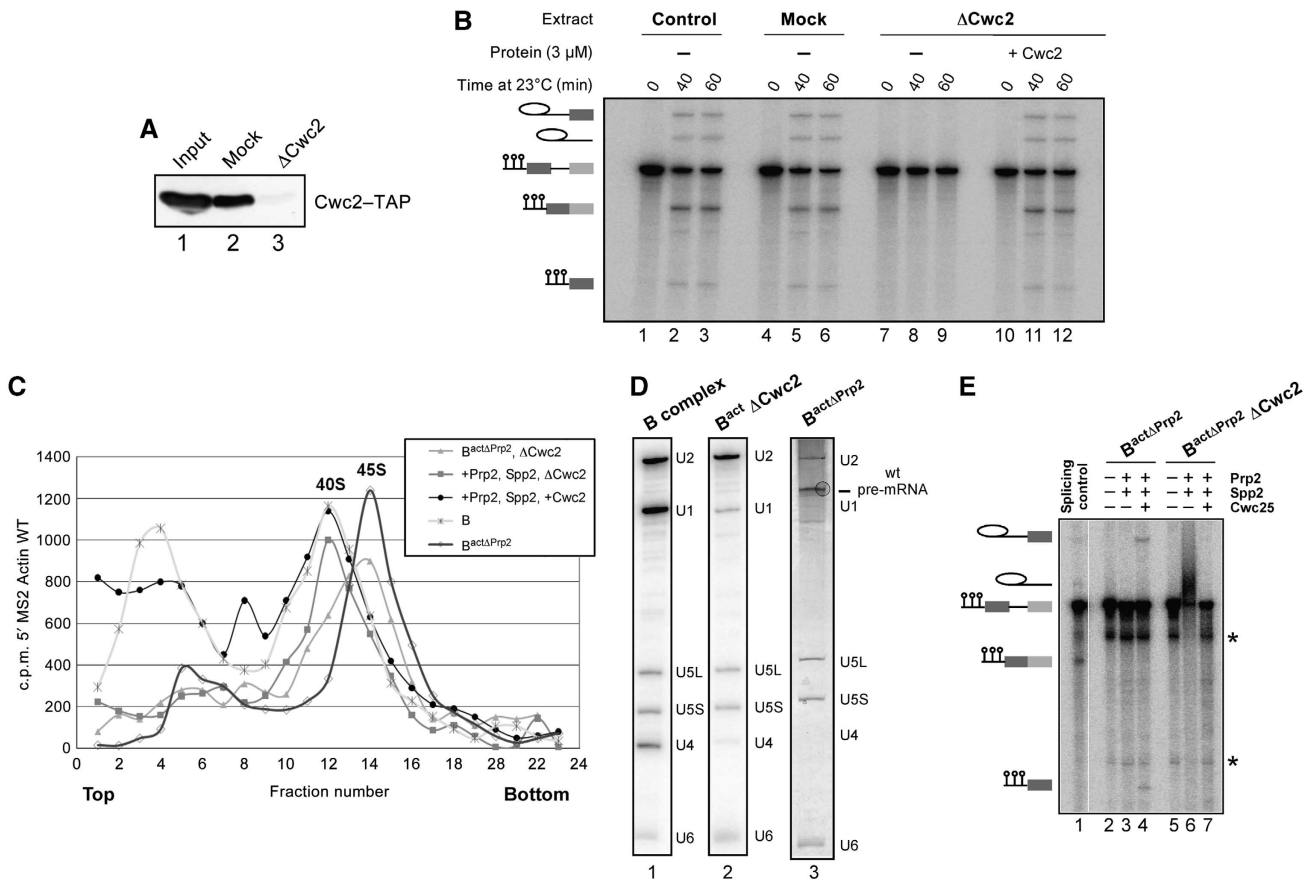 A
Input
Mock
ΔCwc2
Cwc2–TAP
1 2 3
B
Extract
Control
Mock
ΔCwc2
Protein (3 µM)
–
–
–
+ Cwc2
Time at 23°C (min)
0 40 60 0 40 60 0 40 60 0 40 60
1 2 3 4 5 6 7 8 9 10 11 12
C
c.p.m. 5' MS2 Actin WT
1400
1200
1000
800
600
400
200
0
40S
45S
BactΔPrp2, ΔCwc2
+Prp2, Spp2, ΔCwc2
+Prp2, Spp2, +Cwc2
B
BactΔPrp2
0 2 4 6 8 10 12 14 16 18 28 22 24
Top
Fraction number
Bottom
D
B complex
Bact ΔCwc2
BactΔPrp2
U2
U1
U5L
U5S
U4
U6
U2
U1
U5L
U5S
U4
U6
U2
wt
pre-mRNA
U1
U5L
U5S
U4
U6
1 2 3
E
Splicing
control
BactΔPrp2
BactΔPrp2 ΔCwc2
– + + – + + Prp2
– + + – + + Spp2
– – + – – + Cwc25
*
*
1 2 3 4 5 6 7